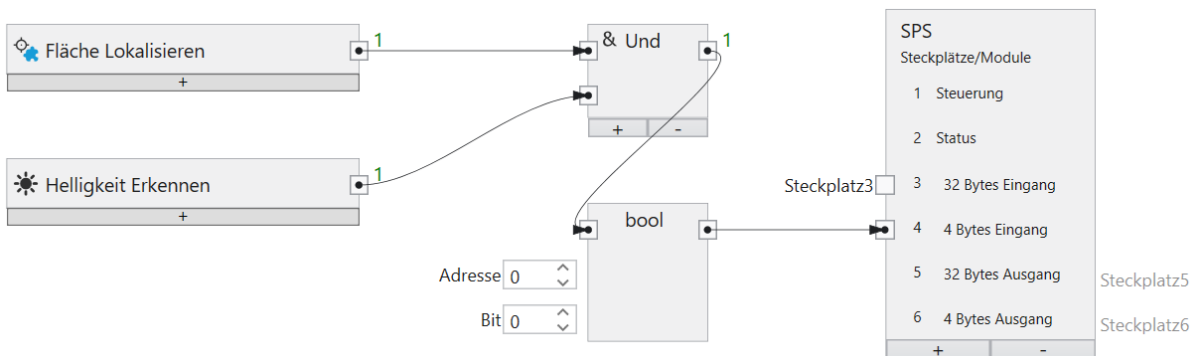 Fläche Lokalisieren
1
+
& Und
1
+ -
Helligkeit Erkennen
1
+
bool
Adresse 0
Bit 0
SPS
Steckplätze/Module
1 Steuerung
2 Status
Steckplatz3 3 32 Bytes Eingang
4 4 Bytes Eingang
5 32 Bytes Ausgang Steckplatz5
6 4 Bytes Ausgang Steckplatz6
+ -